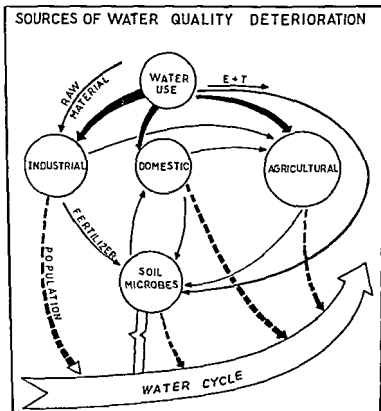 SOURCES OF WATER QUALITY DETERIORATION
WATER
USE
E+T
RAW
MATERIAL
INDUSTRIAL
DOMESTIC
AGRICULTURAL
FERTILIZER
POPULATION
SOIL
MICROBES
WATER CYCLE